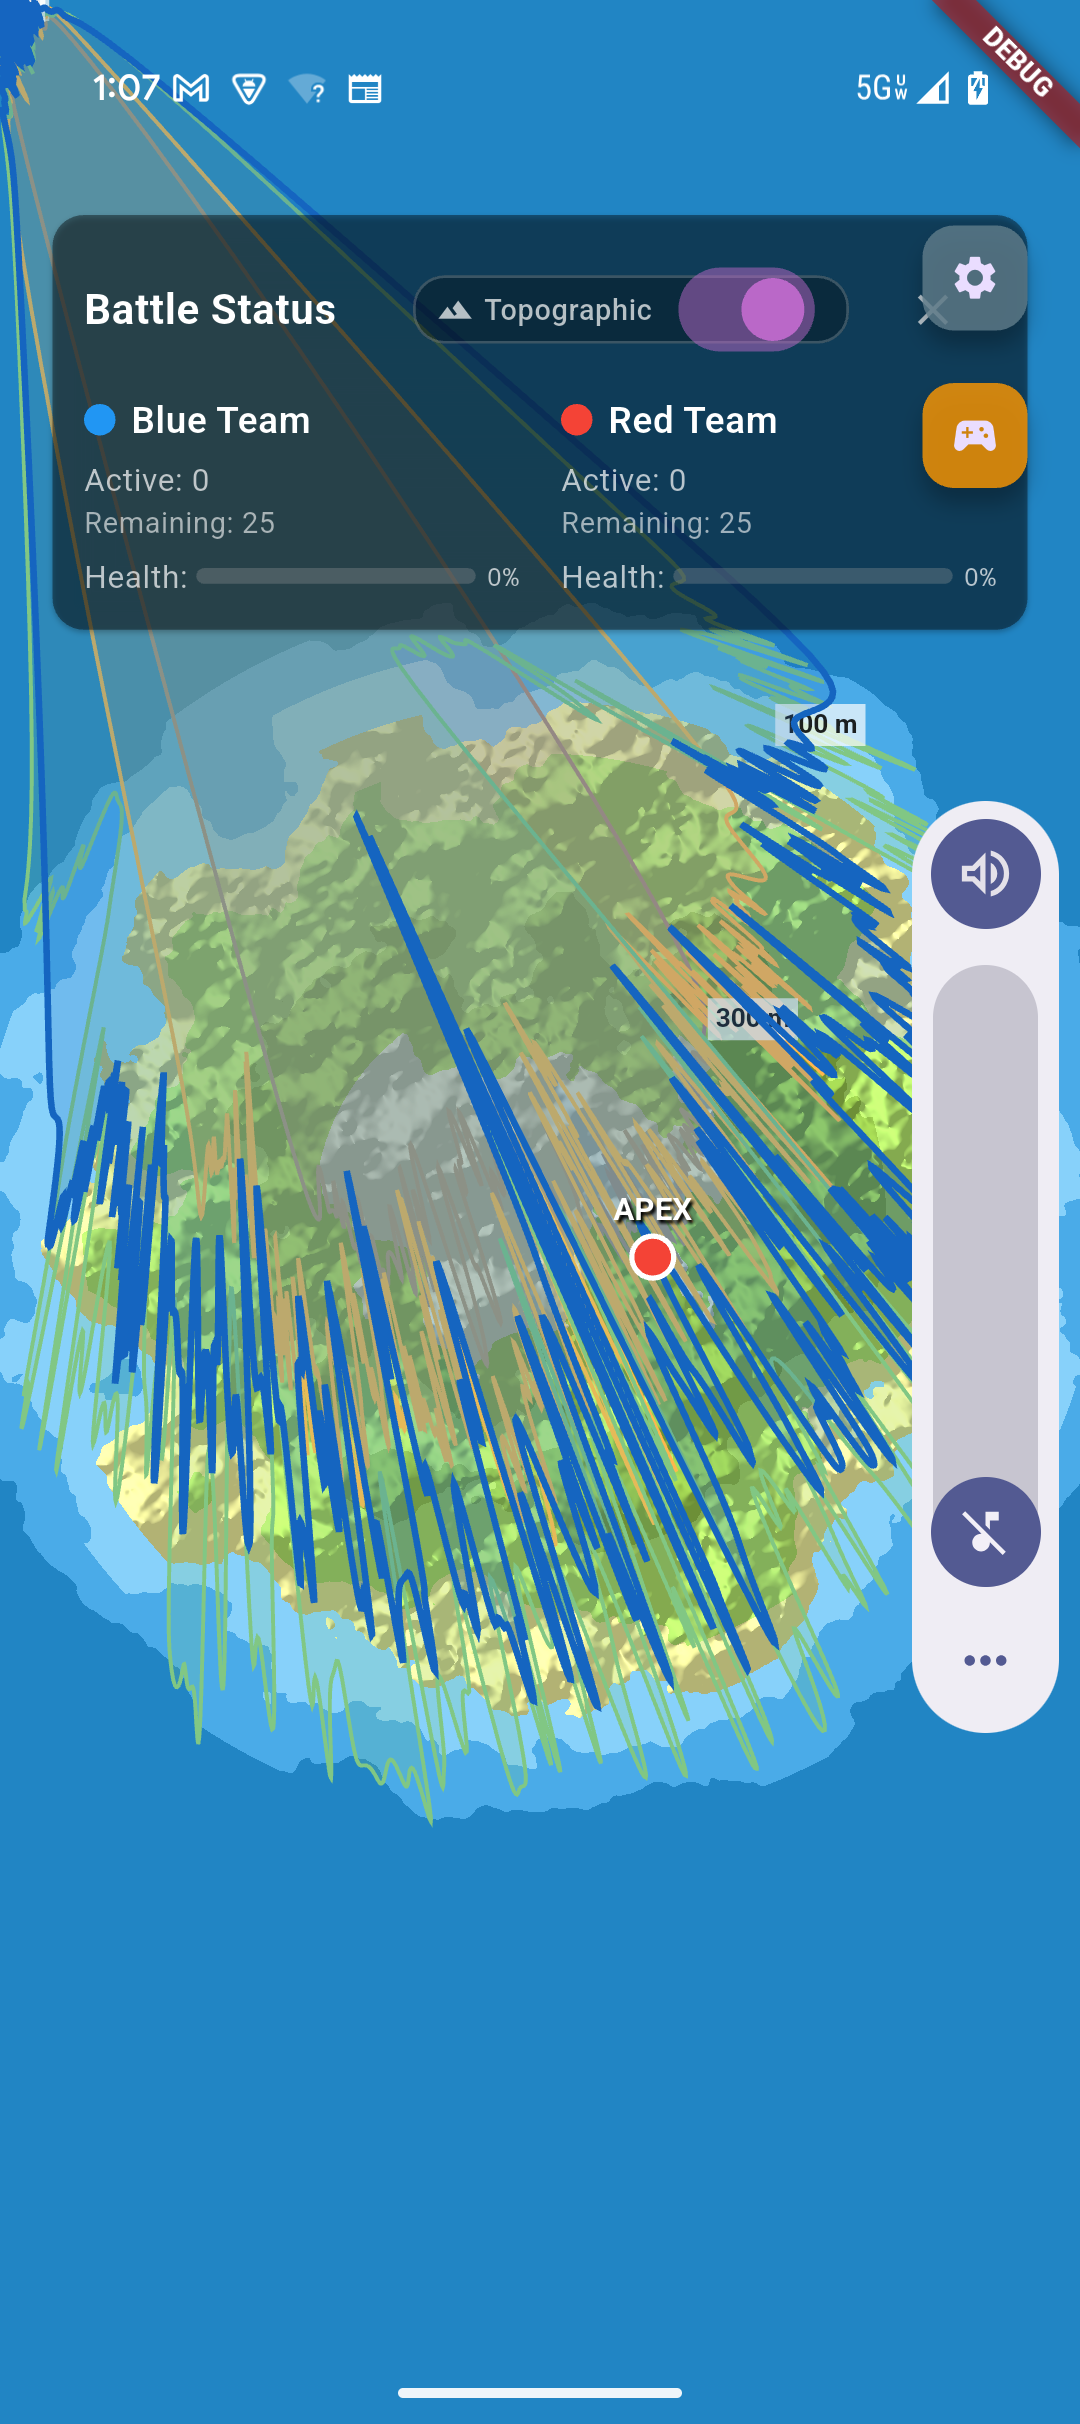 DEBUG
1:07
5G UW
Battle Status
Topographic
Blue Team
Red Team
Active: 0
Active: 0
Remaining: 25
Remaining: 25
Health: 0%
Health: 0%
100 m
300 m
APEX